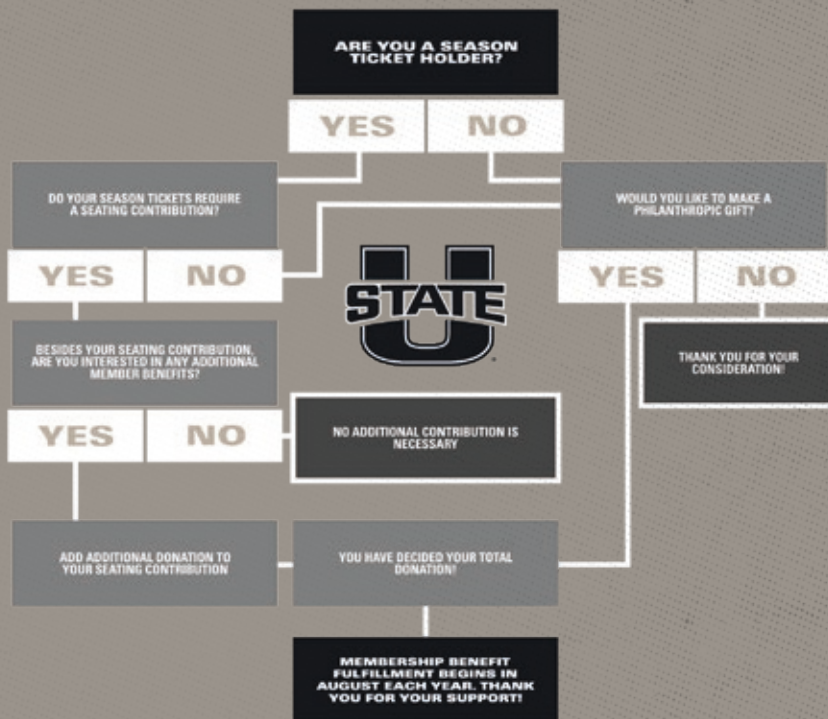 ARE YOU A SEASON
TICKET HOLDER?
YES
NO
DO YOUR SEASON TICKETS REQUIRE
A SEATING CONTRIBUTION?
WOULD YOU LIKE TO MAKE A
PHILANTHROPIC GIFT?
YES
NO
YES
NO
U
STATE
BESIDES YOUR SEATING CONTRIBUTION,
ARE YOU INTERESTED IN ANY ADDITIONAL
MEMBER BENEFITS?
THANK YOU FOR YOUR
CONSIDERATION!
YES
NO
NO ADDITIONAL CONTRIBUTION IS
NECESSARY
ADD ADDITIONAL DONATION TO
YOUR SEATING CONTRIBUTION
YOU HAVE DECIDED YOUR TOTAL
DONATION!
MEMBERSHIP BENEFIT
FULFILLMENT BEGINS IN
AUGUST EACH YEAR. THANK
YOU FOR YOUR SUPPORT!